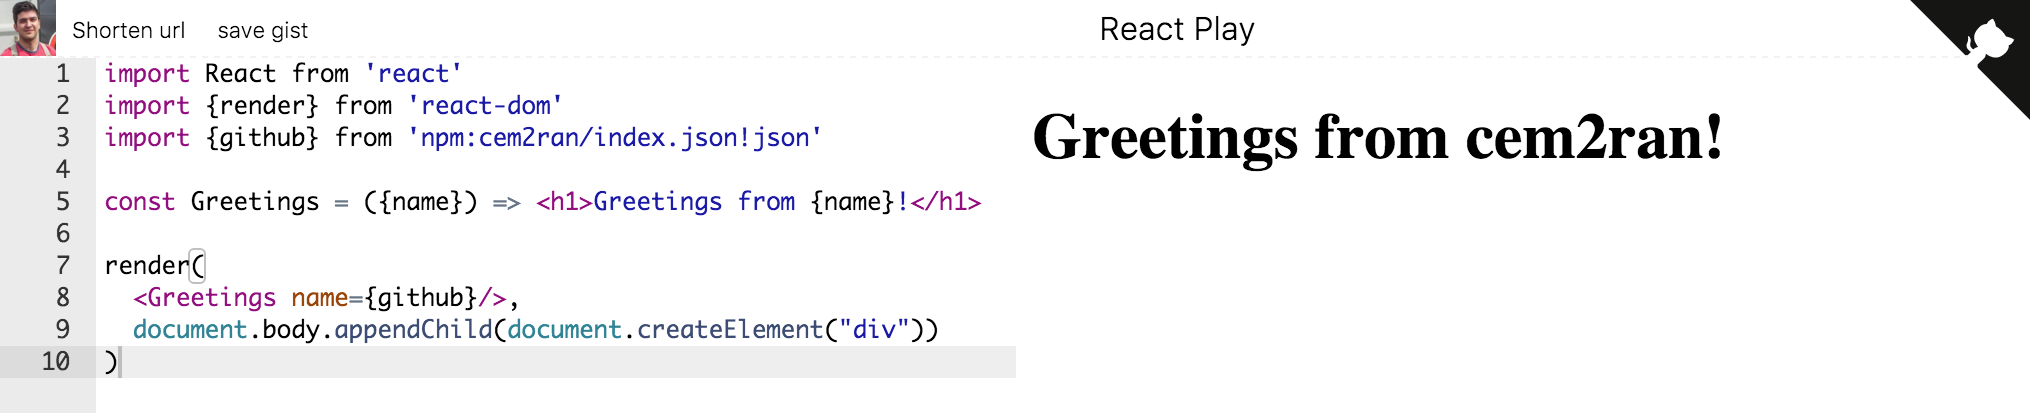 Shorten url save gist React Play
1 import React from 'react'
2 import {render} from 'react-dom'
3 import {github} from 'npm:cem2ran/index.json!json'
4
5 const Greetings = ({name}) => <h1>Greetings from {name}!</h1>
6
7 render(
8   <Greetings name={github}/>,
9   document.body.appendChild(document.createElement("div"))
10 )
Greetings from cem2ran!